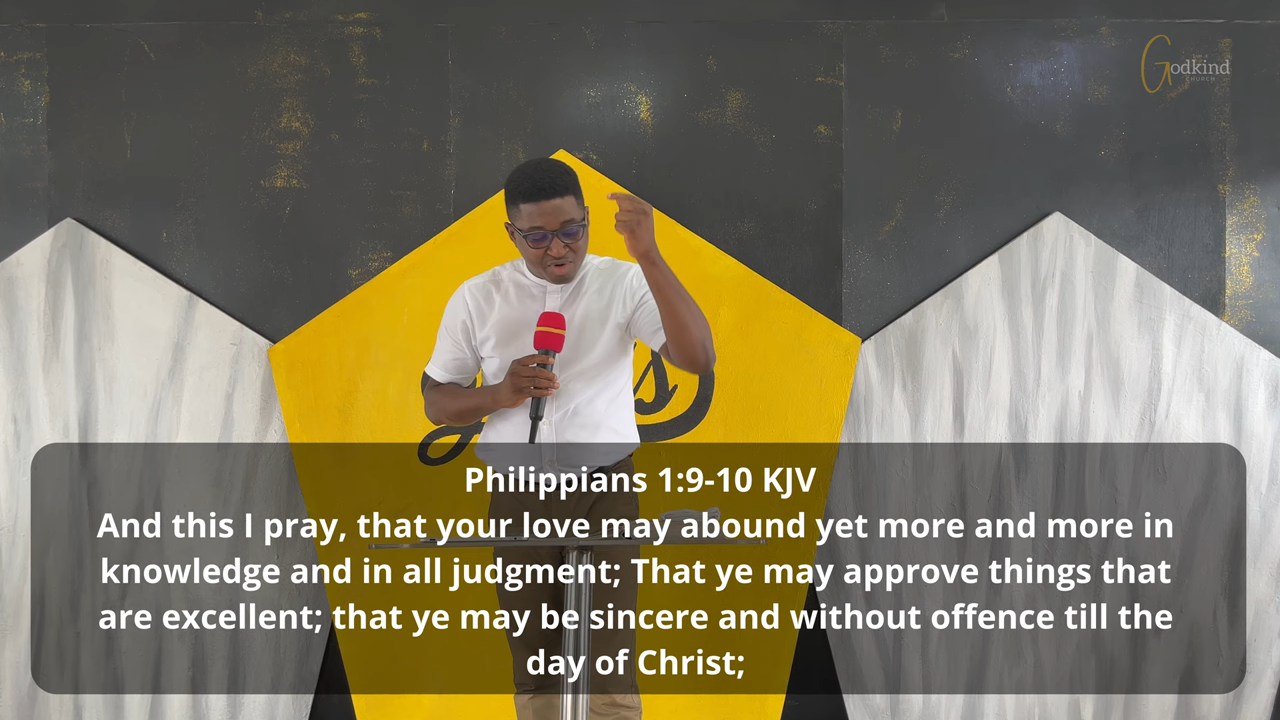 Godkind
CHURCH
Philippians 1:9-10 KJV
And this I pray, that your love may abound yet more and more in
knowledge and in all judgment; That ye may approve things that
are excellent; that ye may be sincere and without offence till the
day of Christ;